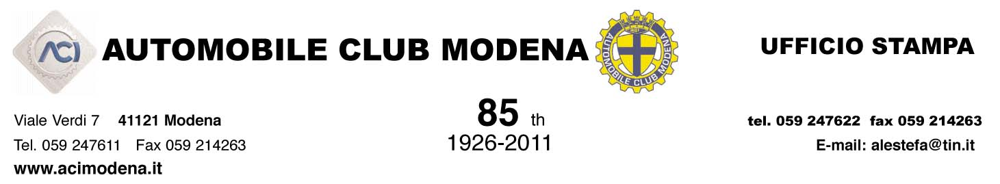 ACI AUTOMOBILE CLUB MODENA AUTOMOBILE CLUB MODENA UFFICIO STAMPA
85 th
Viale Verdi 7 41121 Modena tel. 059 247622 fax 059 214263
Tel. 059 247611 Fax 059 214263 1926-2011 E-mail: alestefa@tin.it
www.acimodena.it